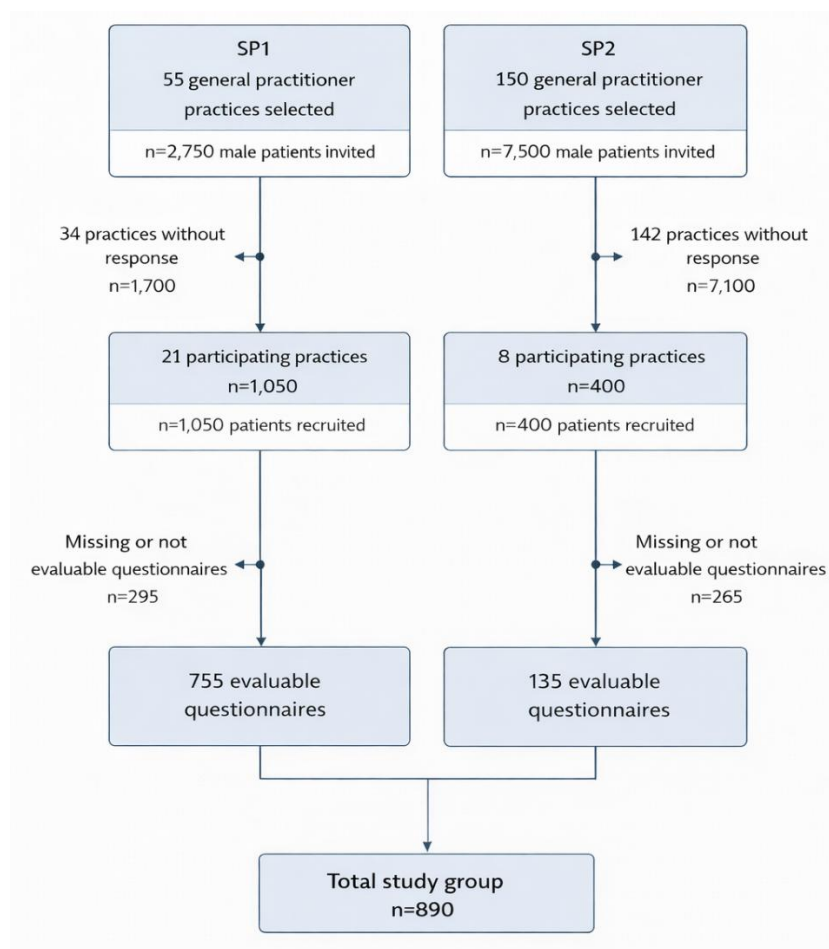 SP1
55 general practitioner
practices selected
n=2,750 male patients invited
34 practices without
response
n=1,700
21 participating practices
n=1,050
n=1,050 patients recruited
Missing or not
evaluable questionnaires
n=295
755 evaluable
questionnaires
SP2
150 general practitioner
practices selected
n=7,500 male patients invited
142 practices without
response
n=7,100
8 participating practices
n=400
n=400 patients recruited
Missing or not
evaluable questionnaires
n=265
135 evaluable
questionnaires
Total study group
n=890